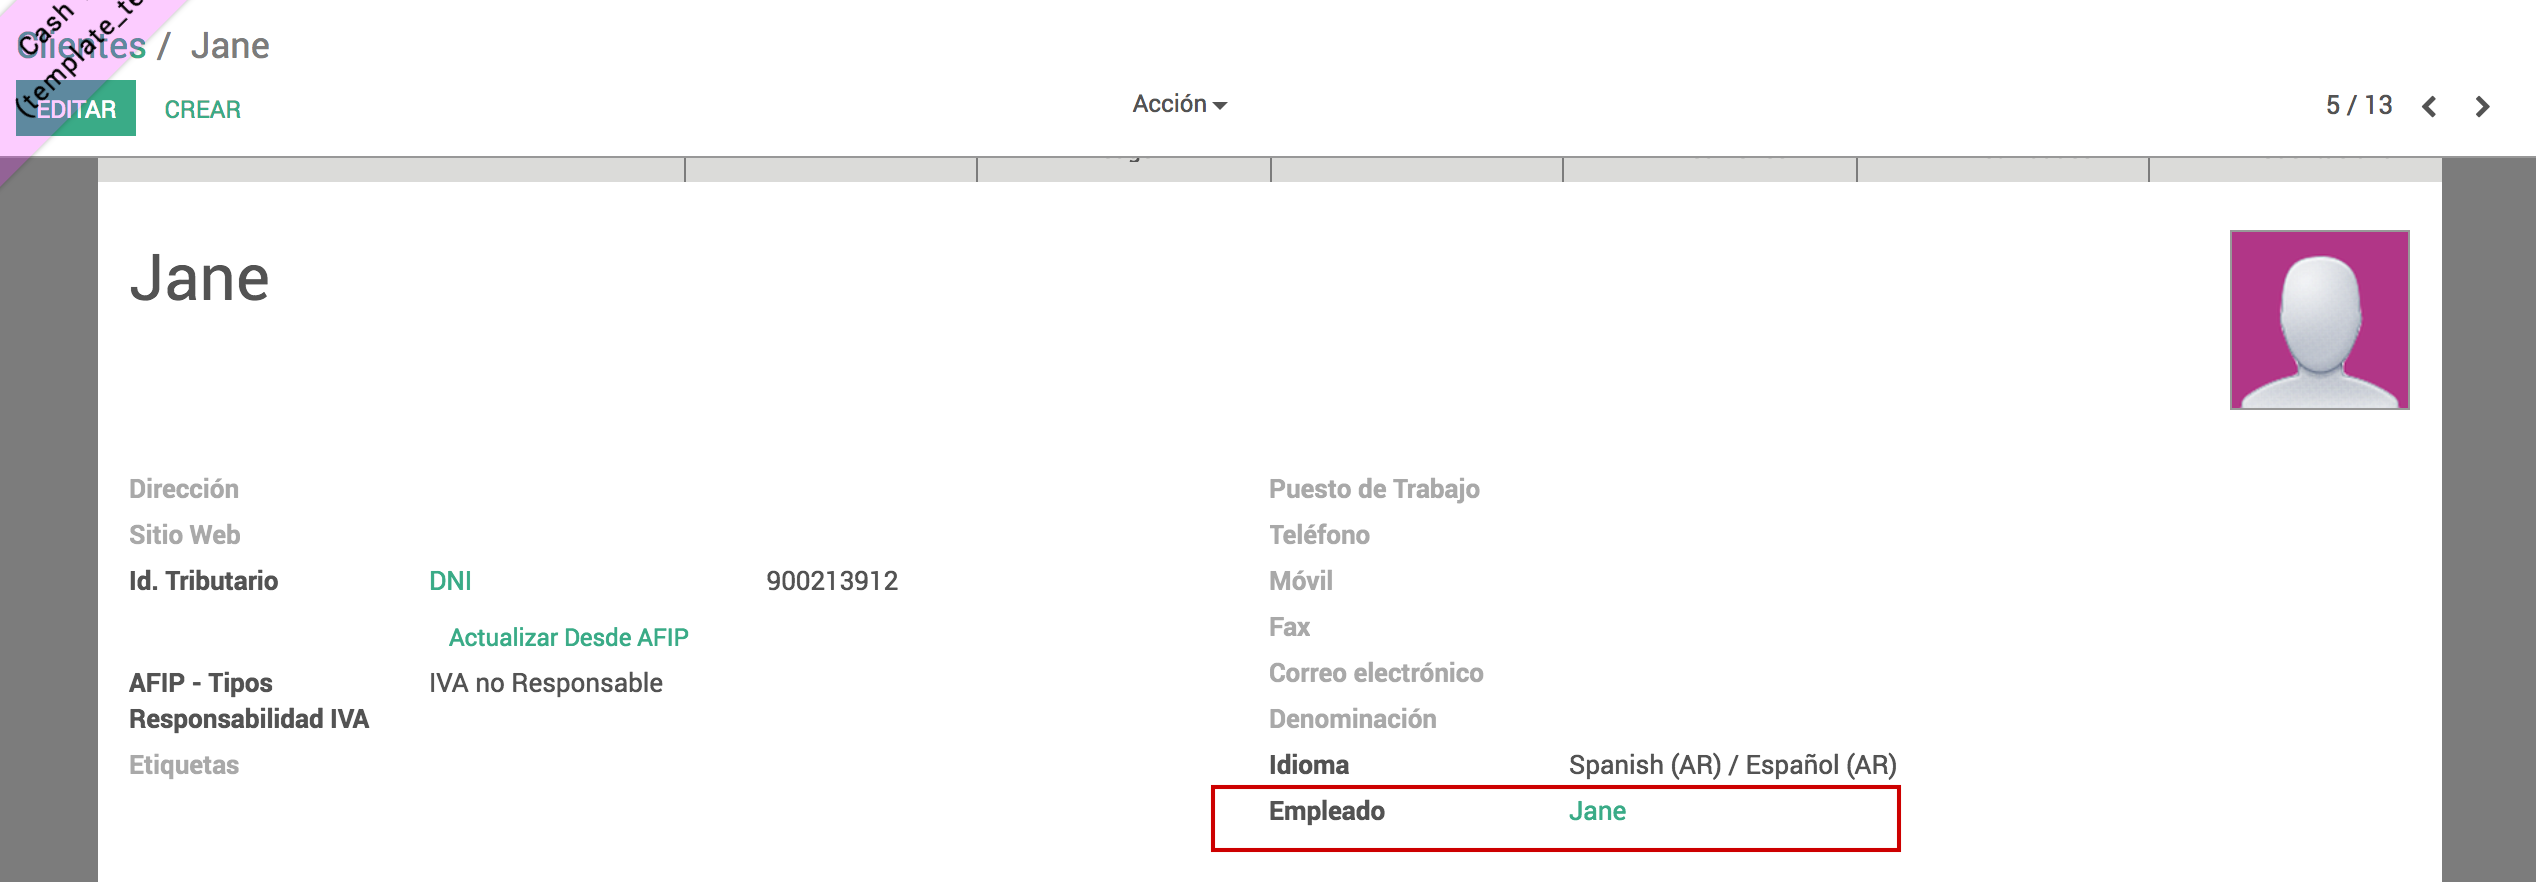 Cash
(template_te
Clientes / Jane
EDITAR CREAR Acción 5 / 13
Jane
Dirección
Sitio Web
Id. Tributario DNI 900213912
Actualizar Desde AFIP
AFIP - Tipos IVA no Responsable
Responsabilidad IVA
Etiquetas
Puesto de Trabajo
Teléfono
Móvil
Fax
Correo electrónico
Denominación
Idioma Spanish (AR) / Español (AR)
Empleado Jane